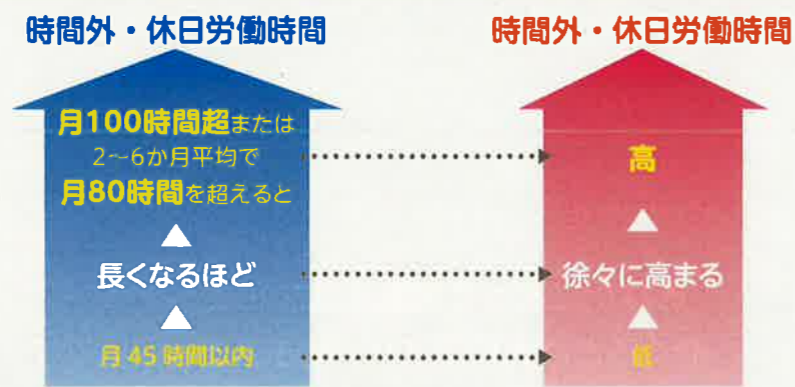 時間外・休日労働時間
月100時間超または
2〜6か月平均で
月80時間を超えると
長くなるほど
月45時間以内
時間外・休日労働時間
高
徐々に高まる
低